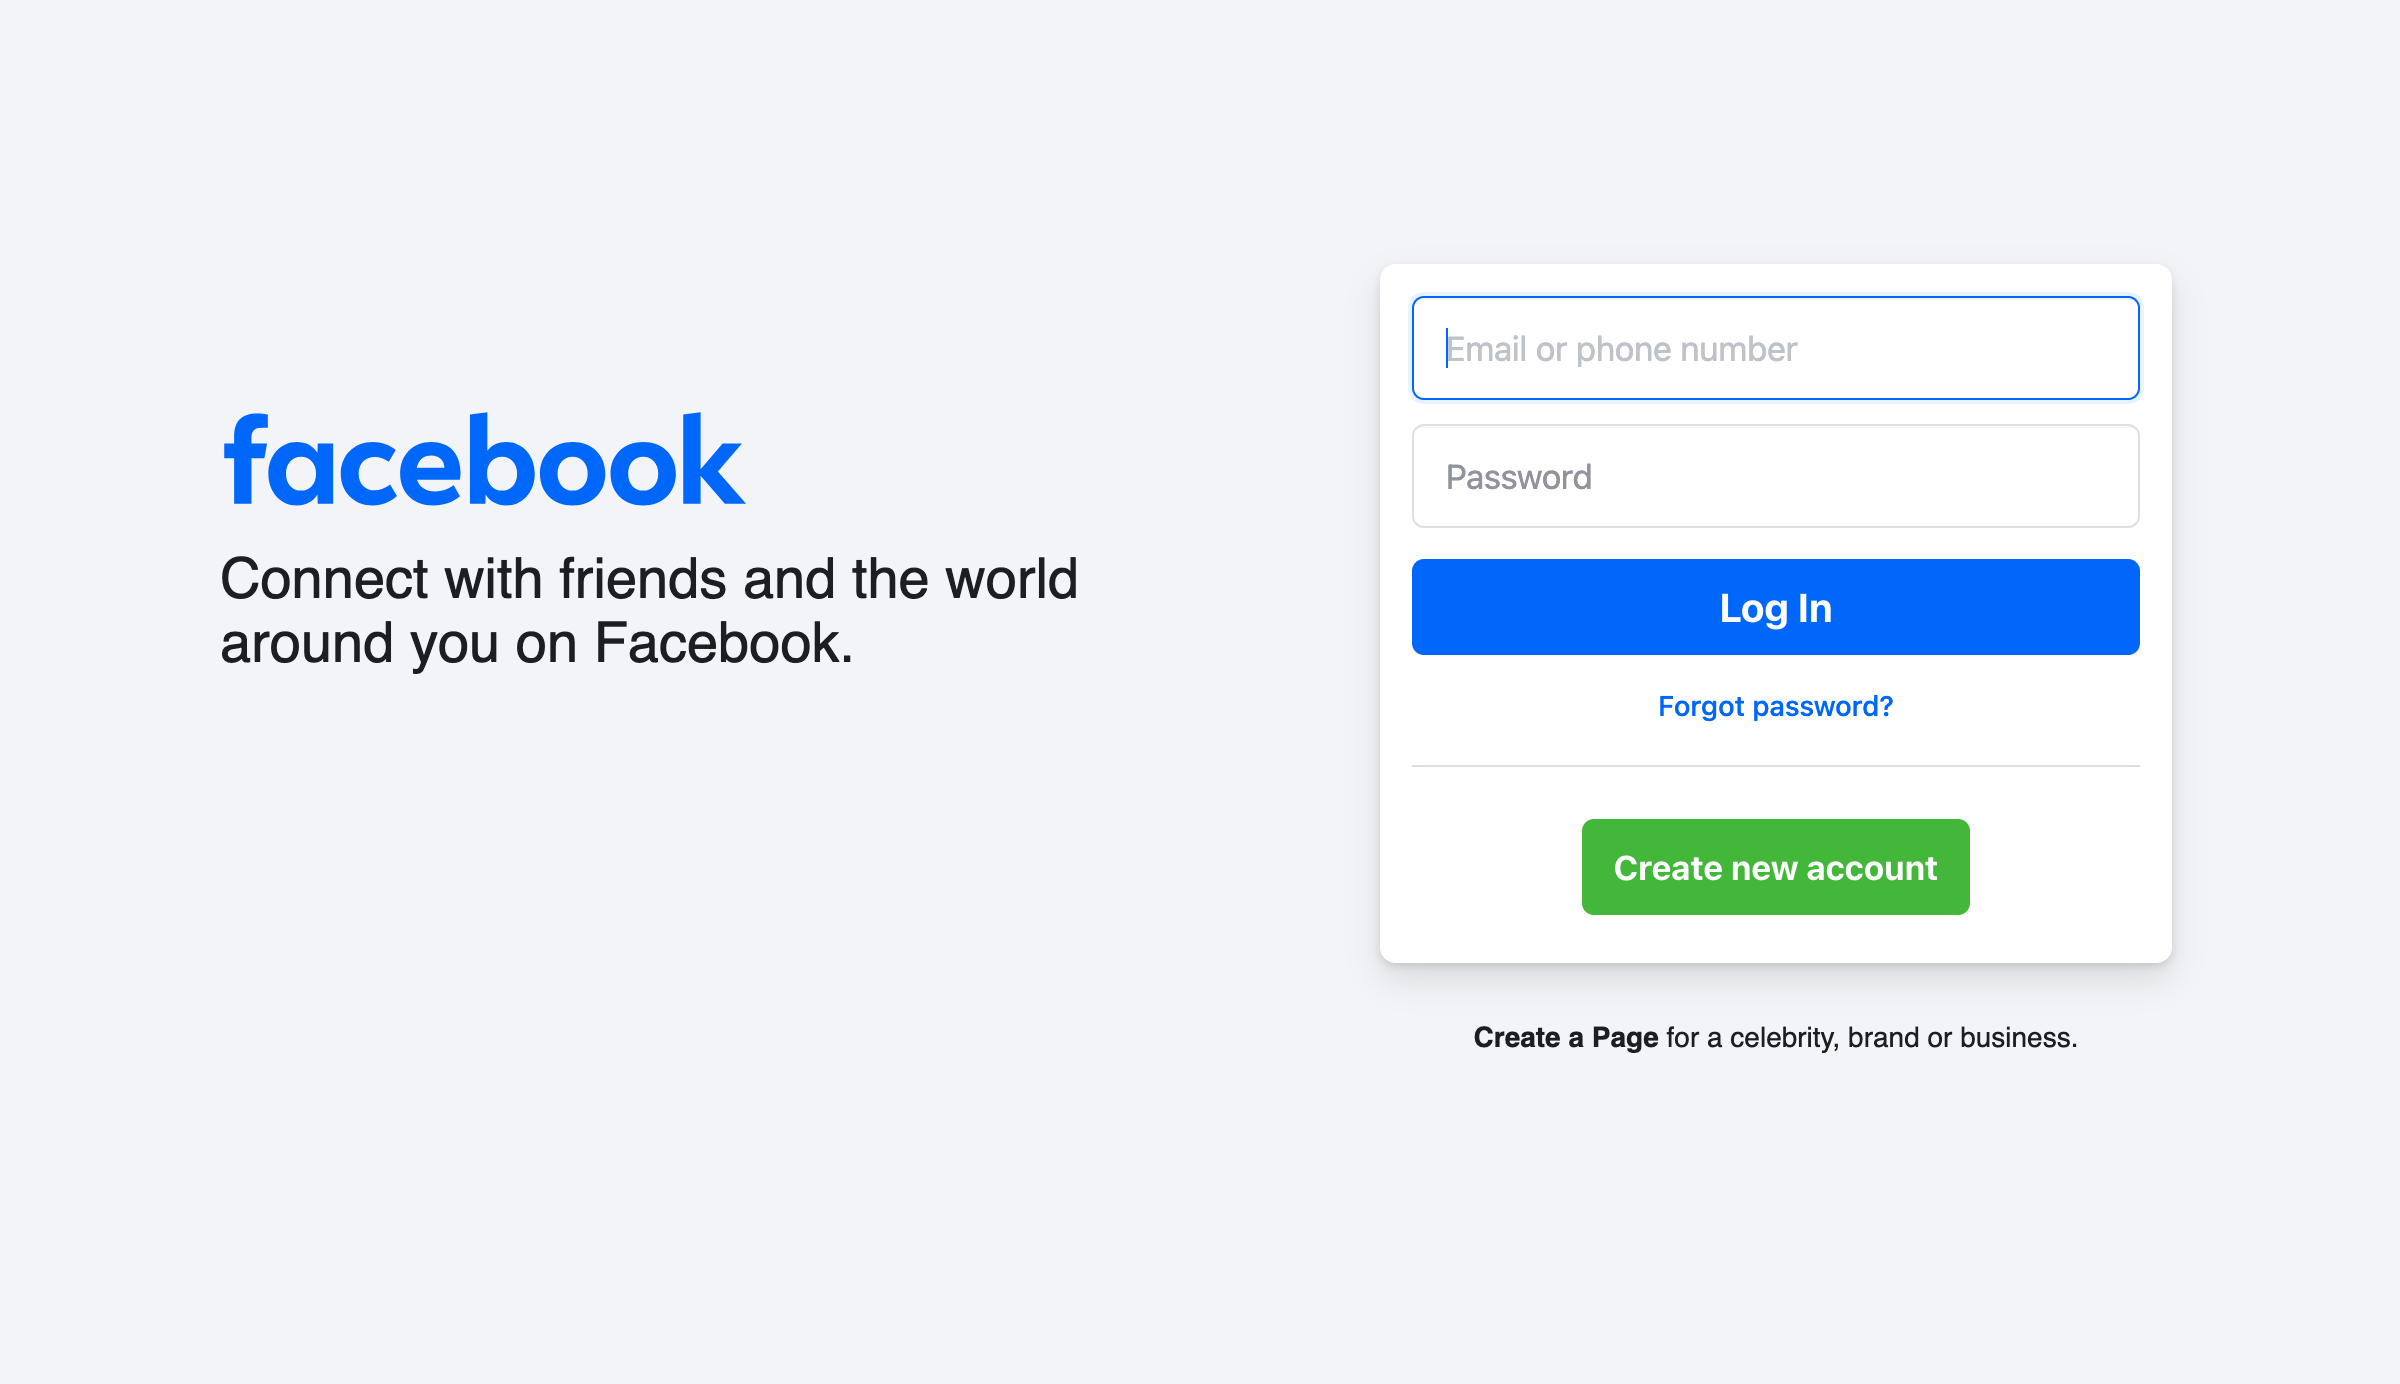 facebook
Connect with friends and the world
around you on Facebook.
Email or phone number
Password
Log In
Forgot password?
Create new account
Create a Page for a celebrity, brand or business.